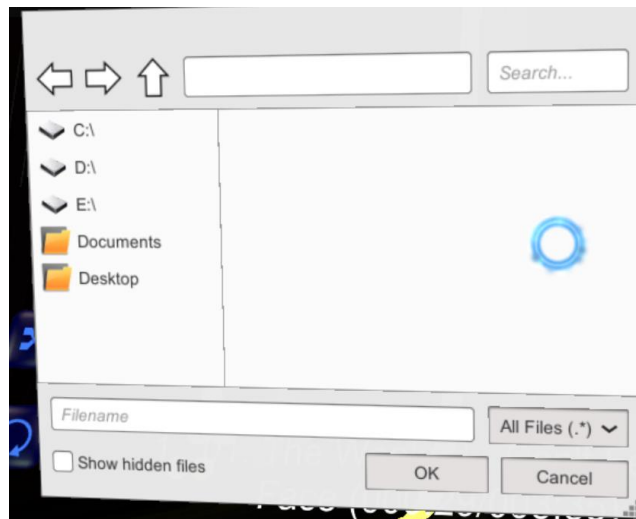 Search...
C:\
D:\
E:\
Documents
Desktop
Filename
All Files (.*)
Show hidden files
OK
Cancel